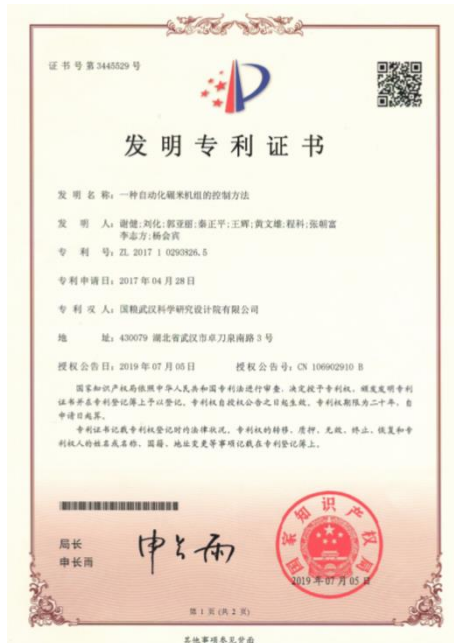 证书号第3445529号
发明专利证书
发明名称：一种自动化碾米机组的控制方法
发明人：谢健;刘化;郭亚丽;秦正平;王辉;黄文雄;程科;张朝富
李志方;杨会宾
专利号：ZL 2017 1 0293826.5
专利申请日：2017年04月28日
专利权人：国粮武汉科学研究设计院有限公司
地址：430079 湖北省武汉市卓刀泉南路3号
授权公告日：2019年07月05日 授权公告号：CN 106902910 B
国家知识产权局依照中华人民共和国专利法进行审查，决定授予专利权，颁发发明专利
证书并在专利登记簿上予以登记。专利权自授权公告之日起生效。专利权期限为二十年，自
申请日起算。
专利证书记载专利权登记时的法律状况。专利权的转移、质押、无效、终止、恢复和专
利权人的姓名或名称、国籍、地址变更等事项记载在专利登记簿上。
局长
申长雨
申长雨
国家知识产权局
2019年07月05日
第1页(共2页)
其他事项参见背面